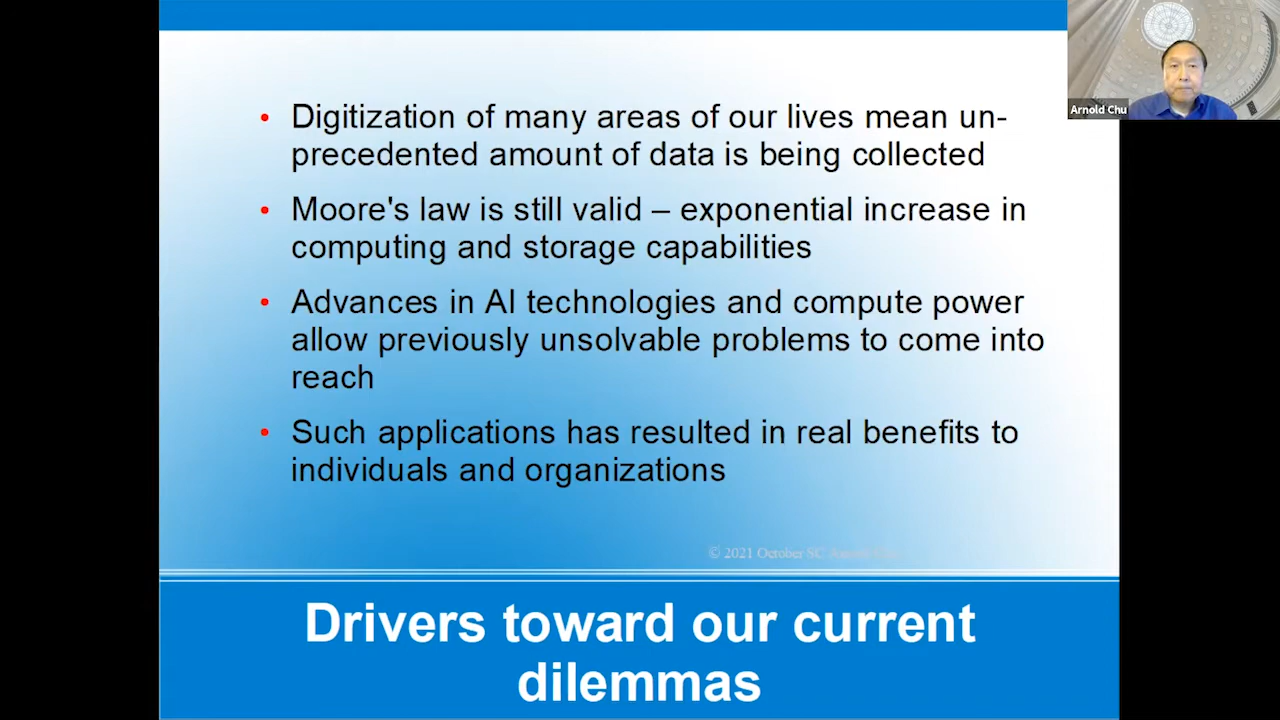 Arnold Chu
• Digitization of many areas of our lives mean un-
precedented amount of data is being collected
• Moore's law is still valid – exponential increase in
computing and storage capabilities
• Advances in AI technologies and compute power
allow previously unsolvable problems to come into
reach
• Such applications has resulted in real benefits to
individuals and organizations
© 2021 October SC
Drivers toward our current
dilemmas